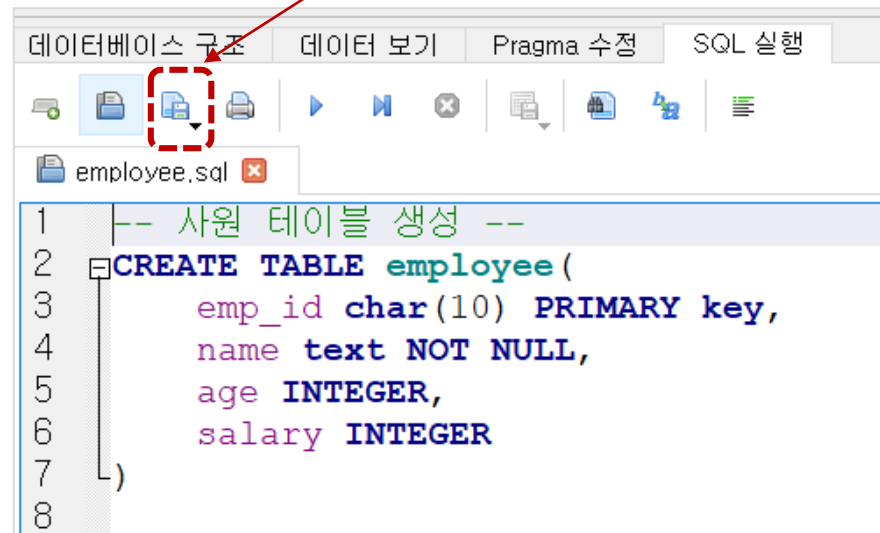 데이터베이스 구조 데이터 보기 Pragma 수정 SQL 실행
employee.sql
1 -- 사원 테이블 생성 --
2 CREATE TABLE employee(
3 emp_id char(10) PRIMARY key,
4 name text NOT NULL,
5 age INTEGER,
6 salary INTEGER
7 )
8